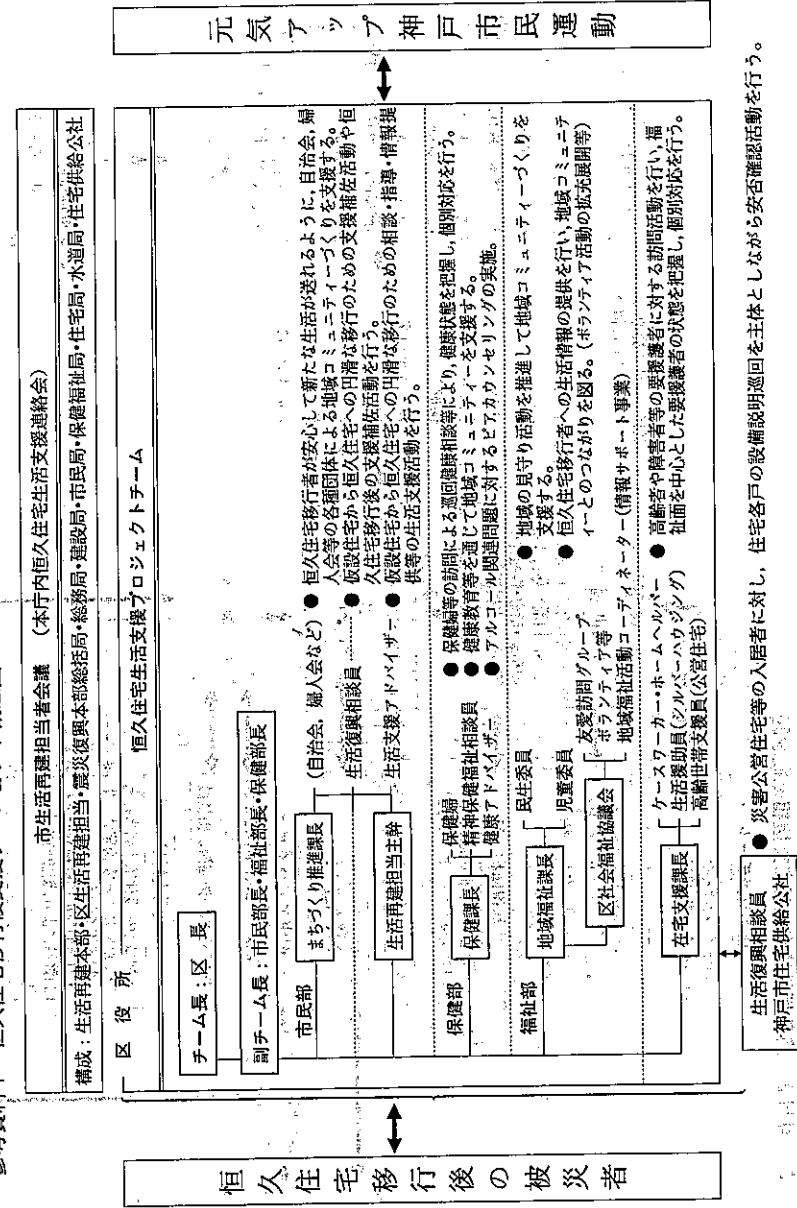 市生活再建担当者会議 (本庁内恒久住宅生活支援連絡会)
構成:生活再建本部・区生活再建担当・震災復興本部総括局・総務局・建設局・市民局・保健福祉局・住宅局・水道局・住宅供給公社
区役所
恒久住宅生活支援プロジェクトチーム
チーム長:区 長
副チーム長:市民部長・福祉部長・保健部長
市民部
まちづくり推進課長
(自治会, 婦人会など)
生活復興相談員
生活再建担当主幹
生活支援アドバイザー
● 恒久住宅移行者が安心して新たな生活が送れるように, 自治会, 婦
人会等の各種団体による地域コミュニティーづくりを支援する。
● 仮設住宅から恒久住宅への円滑な移行のための支援補佐活動や恒
久住宅移行後の支援補佐活動を行う。
● 仮設住宅から恒久住宅への円滑な移行のための相談・指導・情報提
供等の生活支援活動を行う。
保健部
保健課長
保健婦
精神保健福祉相談員
健康アドバイザー
● 保健婦等の訪問による巡回健康相談等により, 健康状態を把握し, 個別対応を行う。
● 健康教育等を通じて地域コミュニティーを支援する。
● アルコール関連問題に対するピアカウンセリングの実施。
福祉部
地域福祉課長
民生委員
児童委員
区社会福祉協議会
友愛訪問グループ
ボランティア等
地域福祉活動コーディネーター(情報サポート事業)
● 地域の見守り活動を推進して地域コミュニティーづくりを
支援する。
● 恒久住宅移行者への生活情報の提供を行い, 地域コミュニテ
ィーとのつながりを図る。(ボランティア活動の拡充展開等)
在宅支援課長
ケースワーカー・ホームヘルパー
生活援助員(シルバーハウジング)
高齢世帯支援員(公営住宅)
● 高齢者や障害者等の要援護者に対する訪問活動を行い, 福
祉面を中心とした要援護者の状態を把握し, 個別対応を行う。
生活復興相談員
神戸市住宅供給公社
● 災害公営住宅等の入居者に対し, 住宅各戸の設備説明巡回を主体としながら安否確認活動を行う。
恒久住宅移行後の被災者
元気アップ神戸市民運動